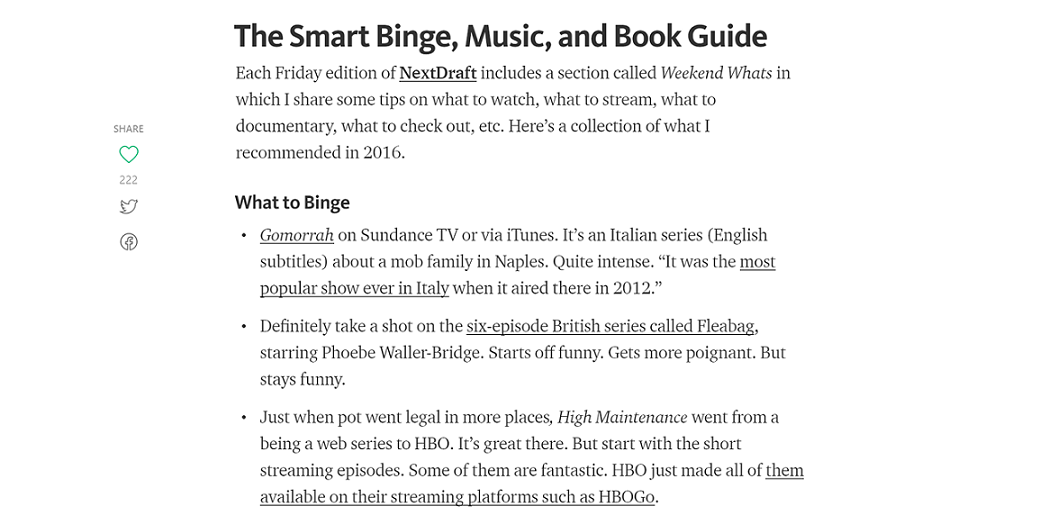 The Smart Binge, Music, and Book Guide
Each Friday edition of NextDraft includes a section called Weekend Whats in
which I share some tips on what to watch, what to stream, what to
documentary, what to check out, etc. Here’s a collection of what I
recommended in 2016.
SHARE
222
What to Binge
• Gomorrah on Sundance TV or via iTunes. It’s an Italian series (English
subtitles) about a mob family in Naples. Quite intense. “It was the most
popular show ever in Italy when it aired there in 2012.”
• Definitely take a shot on the six-episode British series called Fleabag,
starring Phoebe Waller-Bridge. Starts off funny. Gets more poignant. But
stays funny.
• Just when pot went legal in more places, High Maintenance went from a
being a web series to HBO. It’s great there. But start with the short
streaming episodes. Some of them are fantastic. HBO just made all of them
available on their streaming platforms such as HBOGo.